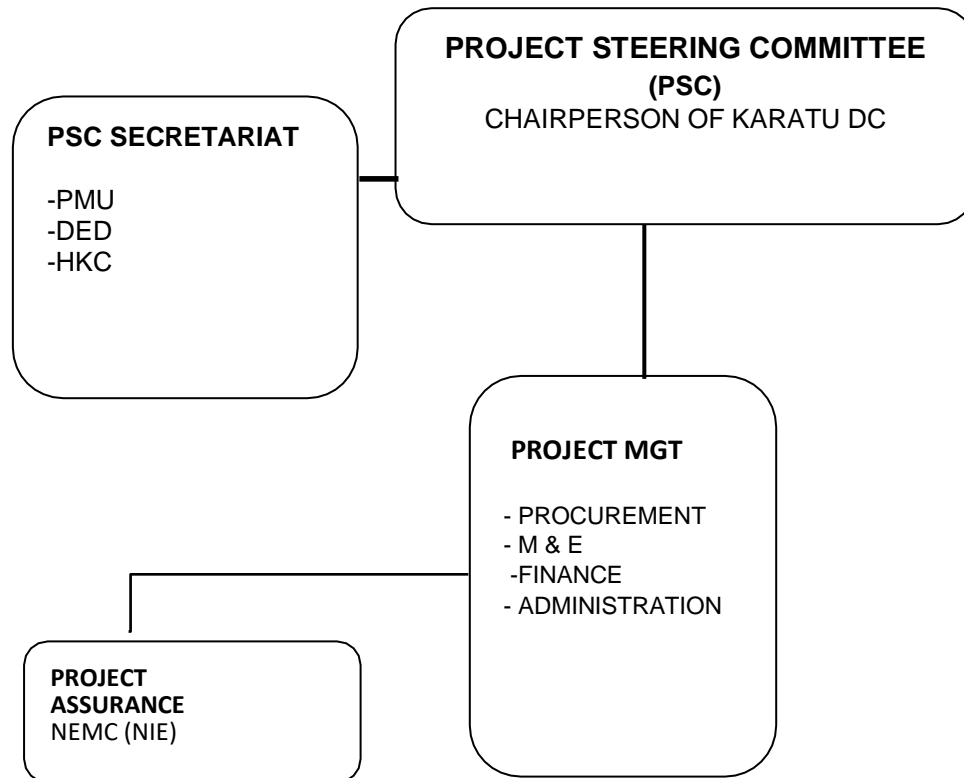 PROJECT STEERING COMMITTEE
(PSC)
CHAIRPERSON OF KARATU DC
PSC SECRETARIAT
-PMU
-DED
-HKC
PROJECT MGT
- PROCUREMENT
- M & E
-FINANCE
- ADMINISTRATION
PROJECT
ASSURANCE
NEMC (NIE)